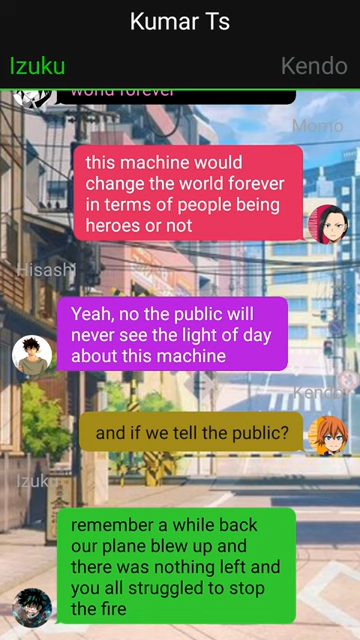 Kumar Ts
Izuku
Kendo
world forever
Momo
this machine would
change the world forever
in terms of people being
heroes or not
Hisashi
Yeah, no the public will
never see the light of day
about this machine
Kendo
and if we tell the public?
Izuku
remember a while back
our plane blew up and
there was nothing left and
you all struggled to stop
the fire